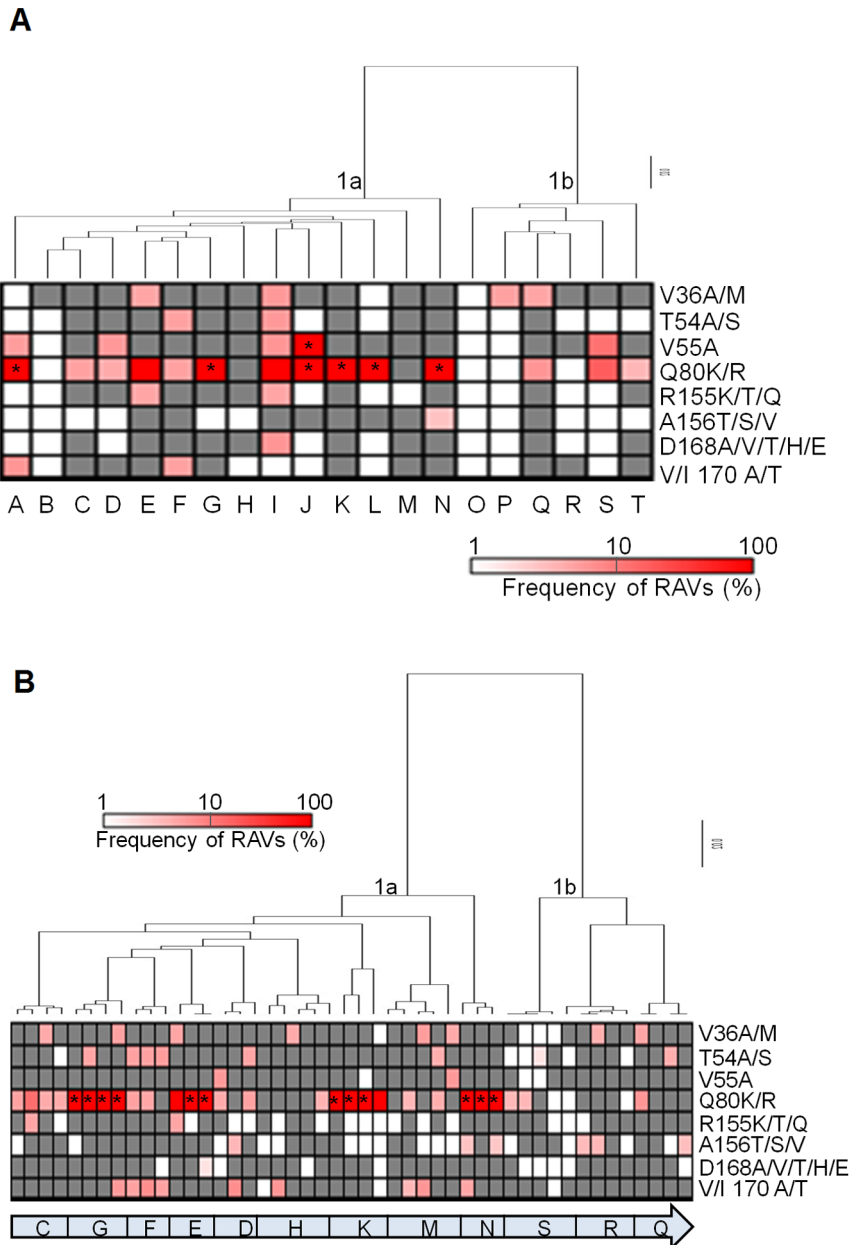 A
1a
1b
*
V36A/M
T54A/S
* V55A
* * * * * * Q80K/R
R155K/T/Q
A156T/S/V
D168A/V/T/H/E
V/I 170 A/T
A B C D E F G H I J K L M N O P Q R S T
1 10 100
Frequency of RAVs (%)
B
1 10 100
Frequency of RAVs (%)
1a
1b
V36A/M
T54A/S
V55A
* * * * * * * * * * * * Q80K/R
R155K/T/Q
A156T/S/V
D168A/V/T/H/E
V/I 170 A/T
C G F E D H K M N S R Q